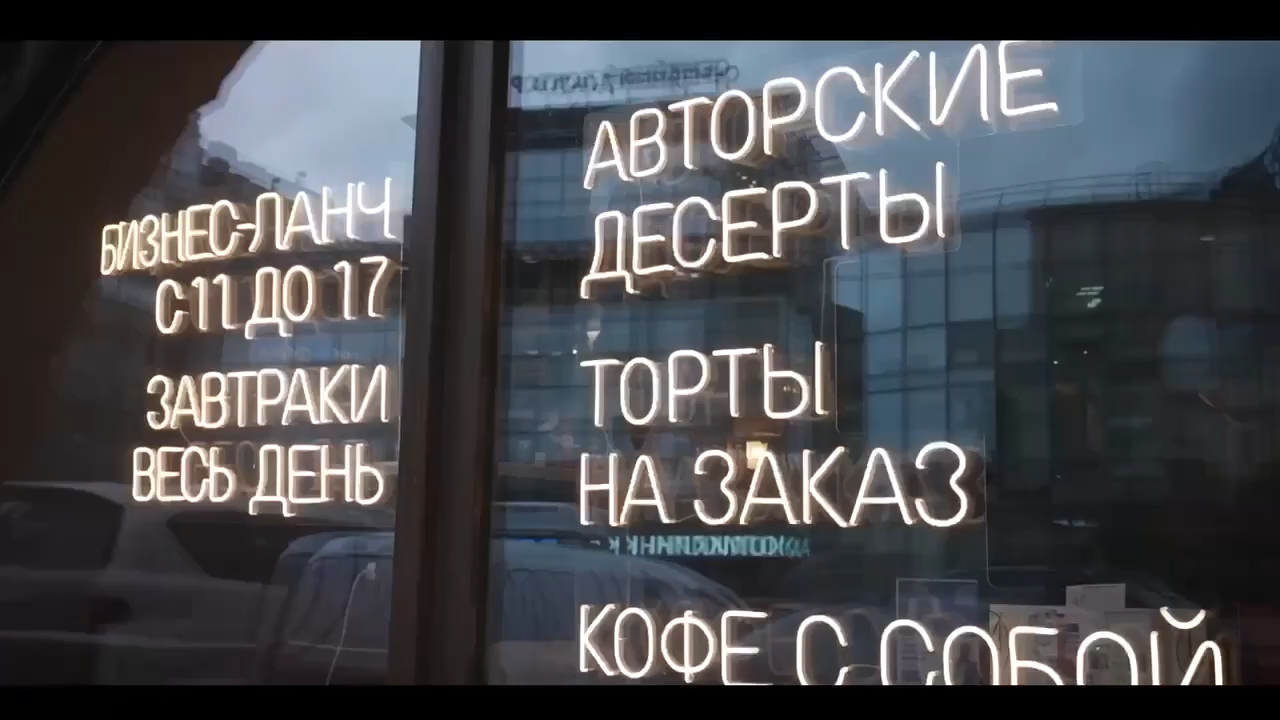 БИЗНЕС-ЛАНЧ
С 11 ДО 17
ЗАВТРАКИ
ВЕСЬ ДЕНЬ
АВТОРСКИЕ
ДЕСЕРТЫ
ТОРТЫ
НА ЗАКАЗ
КОФЕ С СОБОЙ